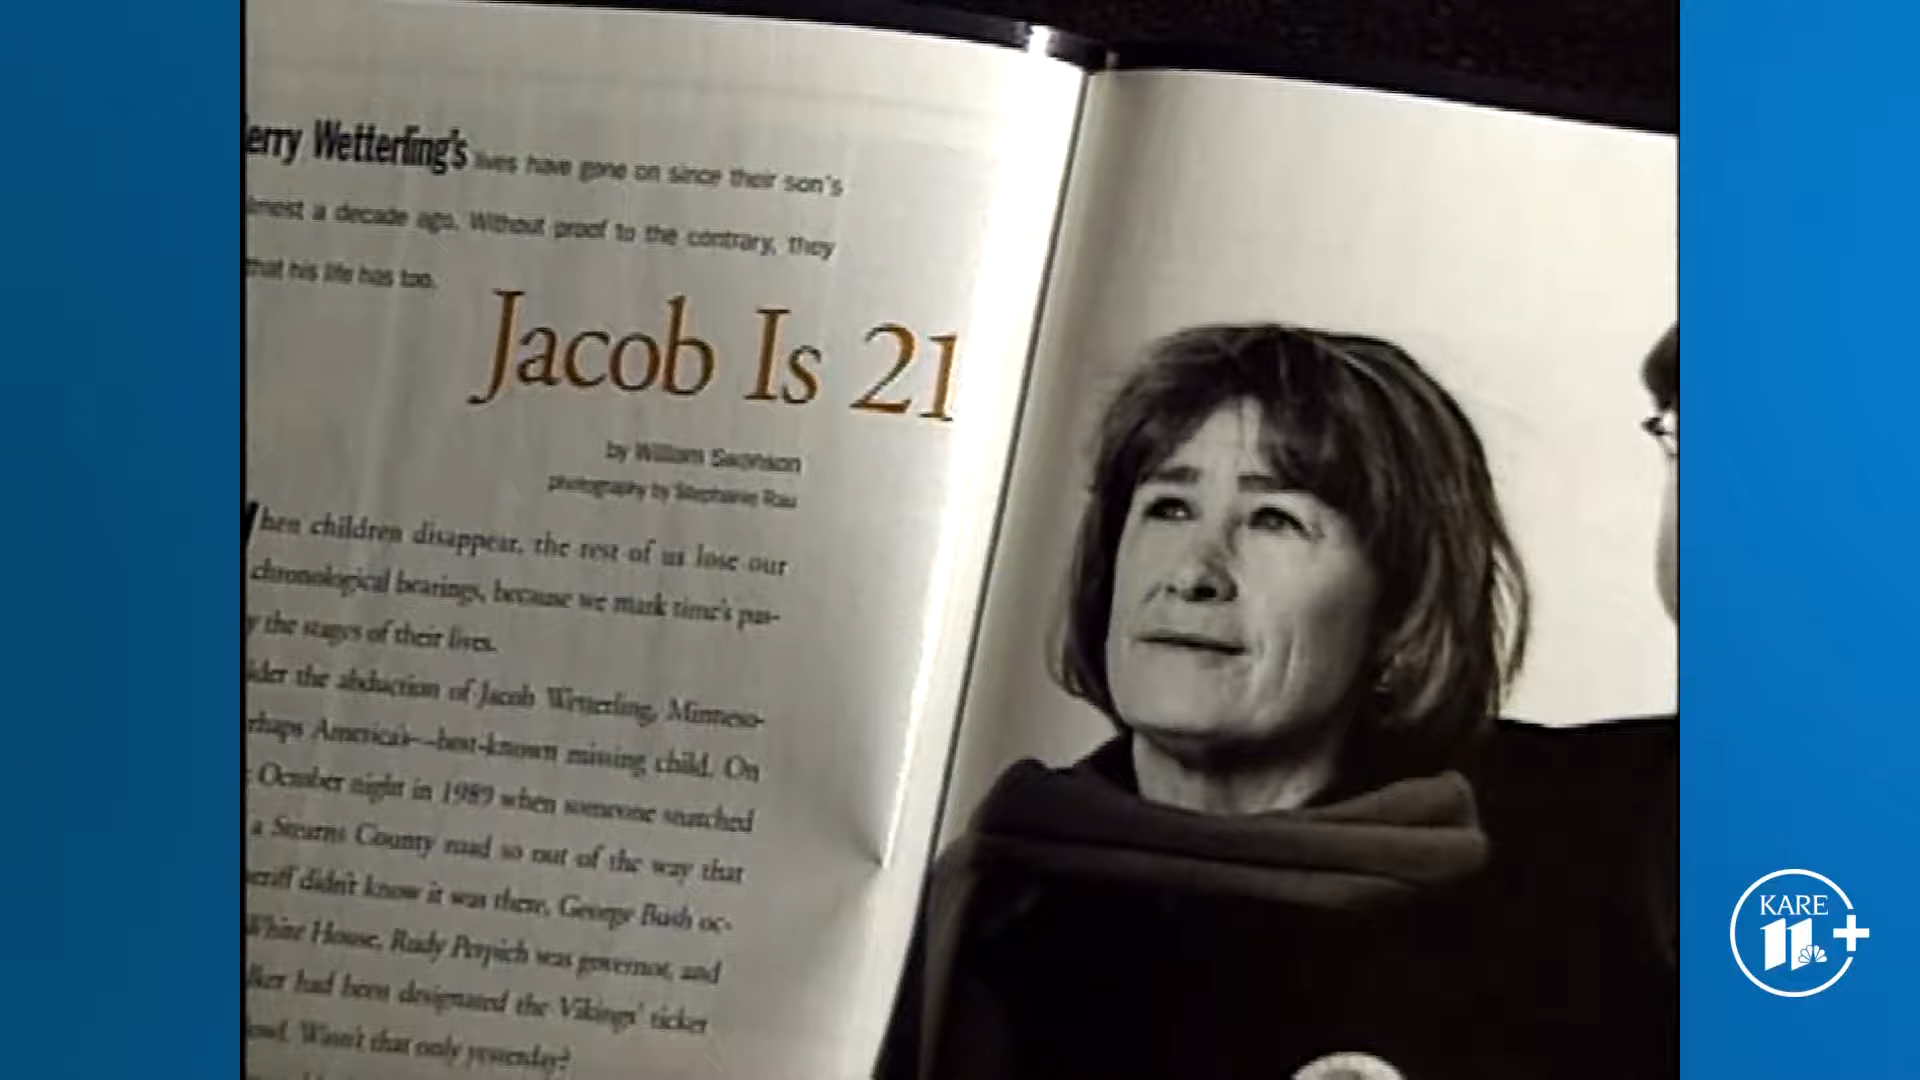 erry Wetterling's lives have gone on since their son's
lmost a decade ago. Without proof to the contrary, they
that his life has too.
Jacob Is 21
by William Swanson
photography by Stephanie Rau
hen children disappear, the rest of us lose our
chronological bearings, because we mark time's pas-
y the stages of their lives.
ider the abduction of Jacob Wetterling, Minneso-
rhaps America's—best-known missing child. On
October night in 1989 when someone snatched
a Stearns County road so out of the way that
eriff didn't know it was there, George Bush oc-
White House, Rudy Perpich was governor, and
lker had been designated the Vikings' ticket
Wasn't that only yesterday?
KARE
11+